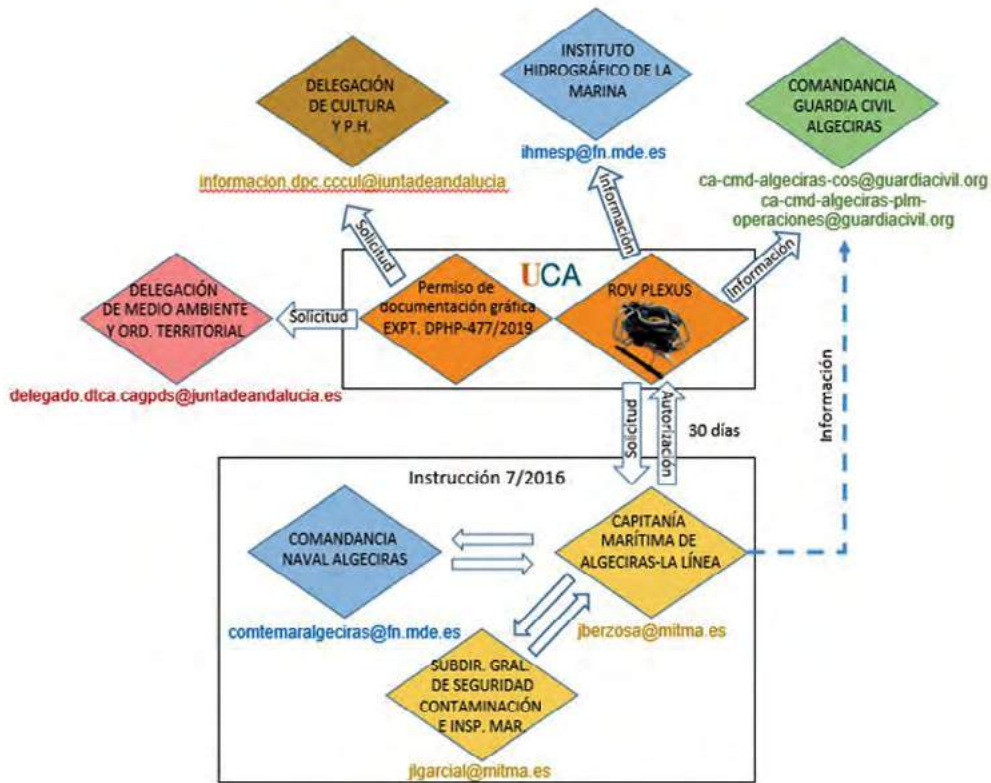 INSTITUTO
HIDROGRÁFICO DE LA
MARINA
ihmesp@fn.mde.es
DELEGACIÓN
DE CULTURA
Y P.H.
informacion.dpc.cccul@juntadeandalucia
COMANDANCIA
GUARDIA CIVIL
ALGECIRAS
ca-cmd-algeciras-cos@guardiacivil.org
ca-cmd-algeciras-plm-
operaciones@guardiacivil.org
Solicitud
Información
Información
UCA
DELEGACIÓN
DE MEDIO AMBIENTE
Y ORD. TERRITORIAL
delegado.dtca.cagpds@juntadeandalucia.es
Solicitud
Permiso de
documentación gráfica
EXPT. DPHP-477/2019
ROV PLEXUS
Solicitud
Autorización
30 días
Información
Instrucción 7/2016
COMANDANCIA
NAVAL ALGECIRAS
comtemaralgeciras@fn.mde.es
CAPITANÍA
MARÍTIMA DE
ALGECIRAS-LA LÍNEA
jberzosa@mitma.es
SUBDIR. GRAL.
DE SEGURIDAD
CONTAMINACIÓN
E INSP. MAR.
jlgarcial@mitma.es